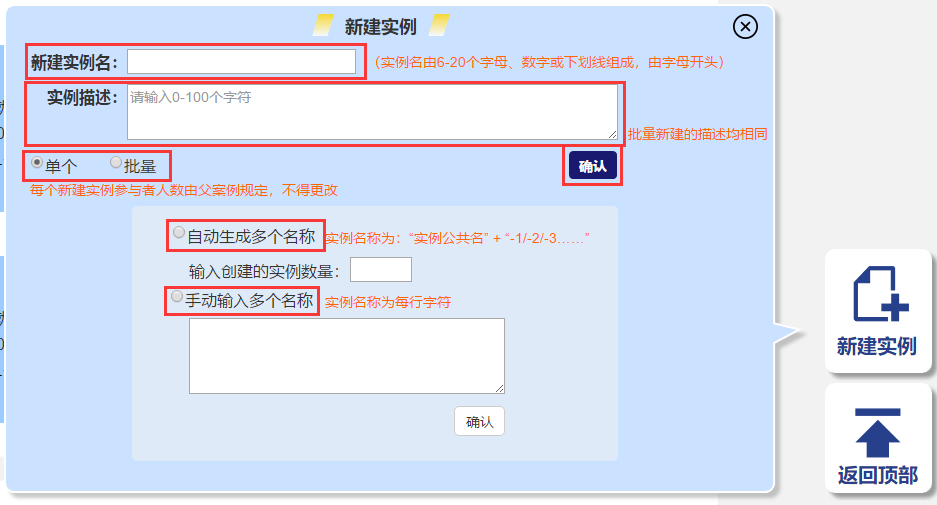 新建实例
新建实例名：
（实例名由6-20个字母、数字或下划线组成，由字母开头）
实例描述：
请输入0-100个字符
批量新建的描述均相同
单个 批量
确认
每个新建实例参与者人数由父案例规定，不得更改
自动生成多个名称
实例名称为：“实例公共名” + “-1/-2/-3……”
输入创建的实例数量：
手动输入多个名称
实例名称为每行字符
确认
新建实例
返回顶部